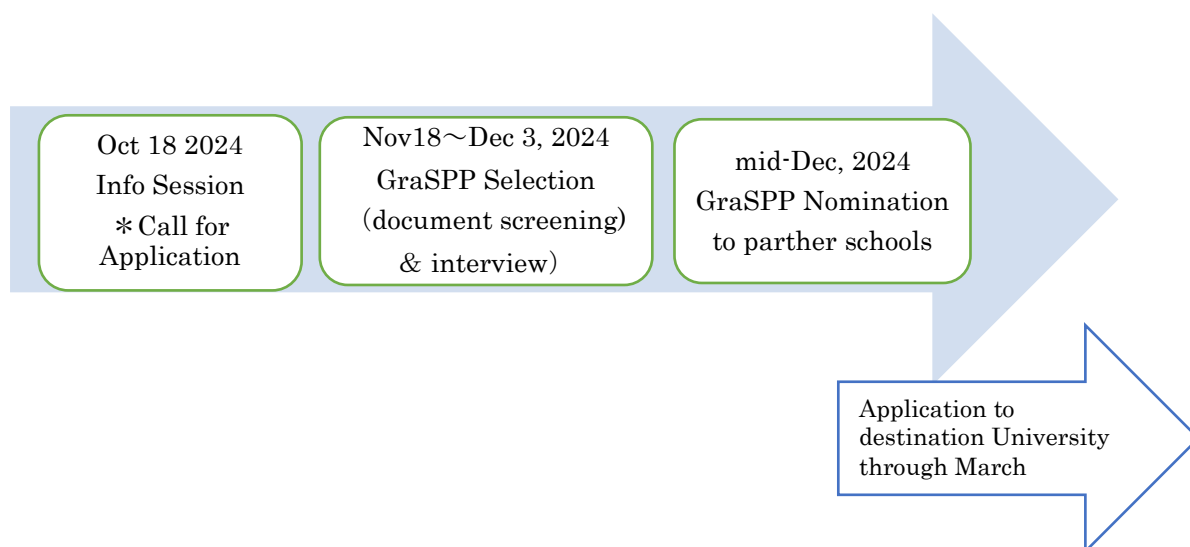 Oct 18 2024
Info Session
＊Call for
Application
Nov18～Dec 3, 2024
GraSPP Selection
（document screening)
＆ interview）
mid-Dec, 2024
GraSPP Nomination
to parther schools
Application to
destination University
through March